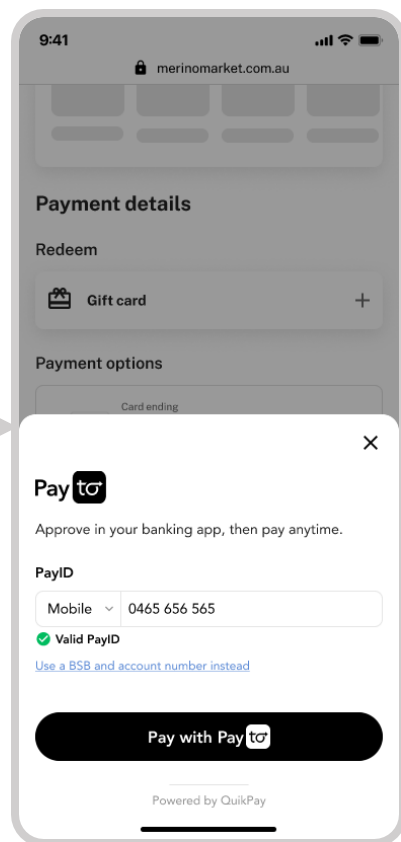 9:41
merinomarket.com.au
Payment details
Redeem
Gift card
Payment options
Card ending
Pay to
Approve in your banking app, then pay anytime.
PayID
Mobile 0465 656 565
Valid PayID
Use a BSB and account number instead
Pay with Pay to
Powered by QuikPay